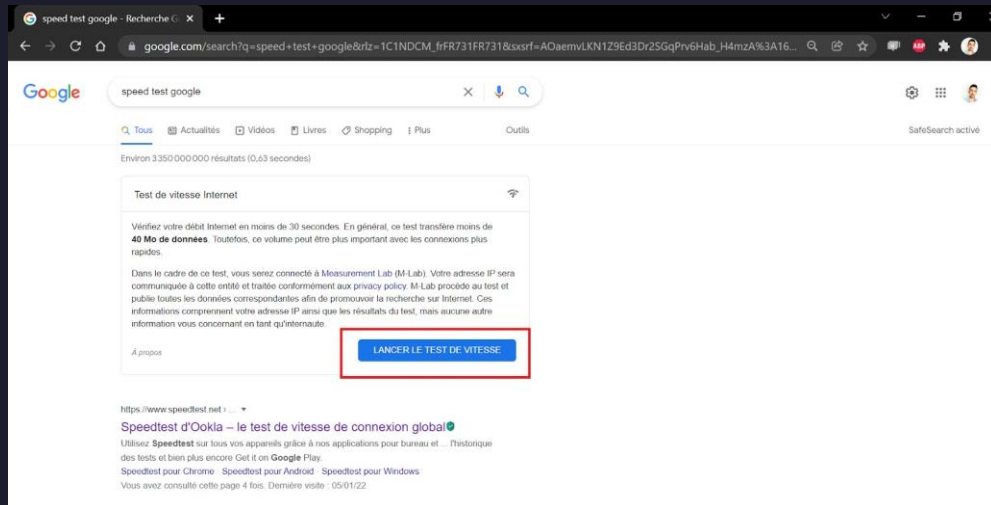 speed test google - Recherche G
google.com/search?q=speed+test+google&rlz=1C1NDCM_frFR731FR731&sxsrf=AOaemvLKN1Z9Ed3Dr2SGqPrv6Hab_H4mzA%3A16...
ABP
Google
speed test google
Tous Actualités Vidéos Livres Shopping Plus Outils
SafeSearch activé
Environ 3 350 000 000 résultats (0,63 secondes)
Test de vitesse Internet
Vérifiez votre débit Internet en moins de 30 secondes. En général, ce test transfère moins de
40 Mo de données. Toutefois, ce volume peut être plus important avec les connexions plus
rapides.
Dans le cadre de ce test, vous serez connecté à Measurement Lab (M-Lab). Votre adresse IP sera
communiquée à cette entité et traitée conformément aux privacy policy. M-Lab procède au test et
publie toutes les données correspondantes afin de promouvoir la recherche sur Internet. Ces
informations comprennent votre adresse IP ainsi que les résultats du test, mais aucune autre
information vous concernant en tant qu'internaute.
À propos
LANCER LE TEST DE VITESSE
https://www.speedtest.net › ...
Speedtest d'Ookla – le test de vitesse de connexion global
Utilisez Speedtest sur tous vos appareils grâce à nos applications pour bureau et ... l'historique
des tests et bien plus encore Get it on Google Play.
Speedtest pour Chrome · Speedtest pour Android · Speedtest pour Windows
Vous avez consulté cette page 4 fois. Dernière visite : 05/01/22